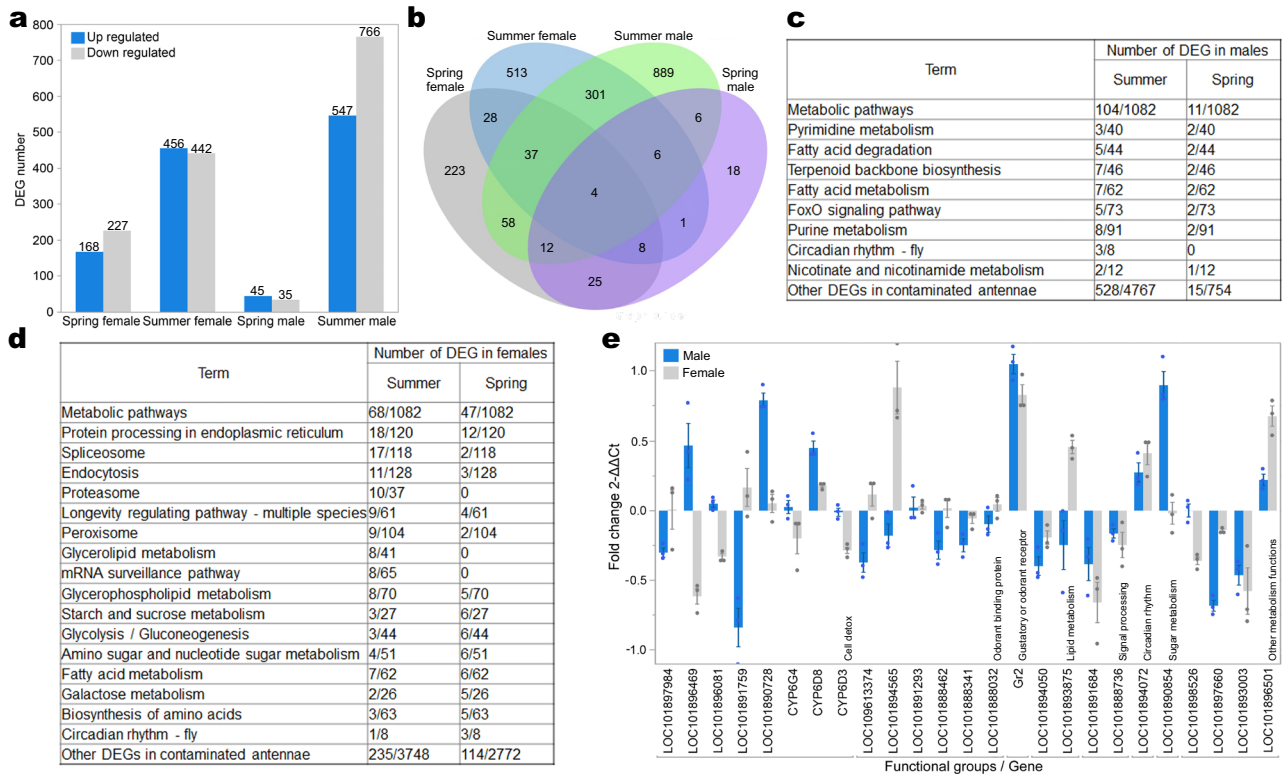 a
DEG number
800
700
600
500
400
300
200
100
0
Up regulated
Down regulated
168
227
456
442
45
35
547
766
Spring female
Summer female
Spring male
Summer male
b
Summer female
Summer male
Spring female
Spring male
513
889
301
28
6
37
6
223
18
4
58
1
12
8
25
c
Term
Number of DEG in males
Summer
Spring
Metabolic pathways 104/1082 11/1082
Pyrimidine metabolism 3/40 2/40
Fatty acid degradation 5/44 2/44
Terpenoid backbone biosynthesis 7/46 2/46
Fatty acid metabolism 7/62 2/62
FoxO signaling pathway 5/73 2/73
Purine metabolism 8/91 2/91
Circadian rhythm - fly 3/8 0
Nicotinate and nicotinamide metabolism 2/12 1/12
Other DEGs in contaminated antennae 528/4767 15/754
d
Term
Number of DEG in females
Summer
Spring
Metabolic pathways 68/1082 47/1082
Protein processing in endoplasmic reticulum 18/120 12/120
Spliceosome 17/118 2/118
Endocytosis 11/128 3/128
Proteasome 10/37 0
Longevity regulating pathway - multiple species 9/61 4/61
Peroxisome 9/104 2/104
Glycerolipid metabolism 8/41 0
mRNA surveillance pathway 8/65 0
Glycerophospholipid metabolism 8/70 5/70
Starch and sucrose metabolism 3/27 6/27
Glycolysis / Gluconeogenesis 3/44 6/44
Amino sugar and nucleotide sugar metabolism 4/51 6/51
Fatty acid metabolism 7/62 6/62
Galactose metabolism 2/26 5/26
Biosynthesis of amino acids 3/63 5/63
Circadian rhythm - fly 1/8 3/8
Other DEGs in contaminated antennae 235/3748 114/2772
e
Fold change 2-ΔΔCt
1.0
0.5
0.0
-0.5
-1.0
Male
Female
Cell detox
Odorant binding protein
Gustatory or odorant receptor
Lipid metabolism
Signal processing
Circadian rhythm
Sugar metabolism
Other metabolism functions
LOC101897984
LOC101896469
LOC101896081
LOC101891759
LOC101890728
CYP6G4
CYP6D8
CYP6D3
LOC109613374
LOC101894565
LOC101891293
LOC101888462
LOC101888341
LOC101888032
Gr2
LOC101894050
LOC101893875
LOC101891684
LOC101888736
LOC101894072
LOC101890854
LOC101898526
LOC101897660
LOC101893003
LOC101896501
Functional groups / Gene